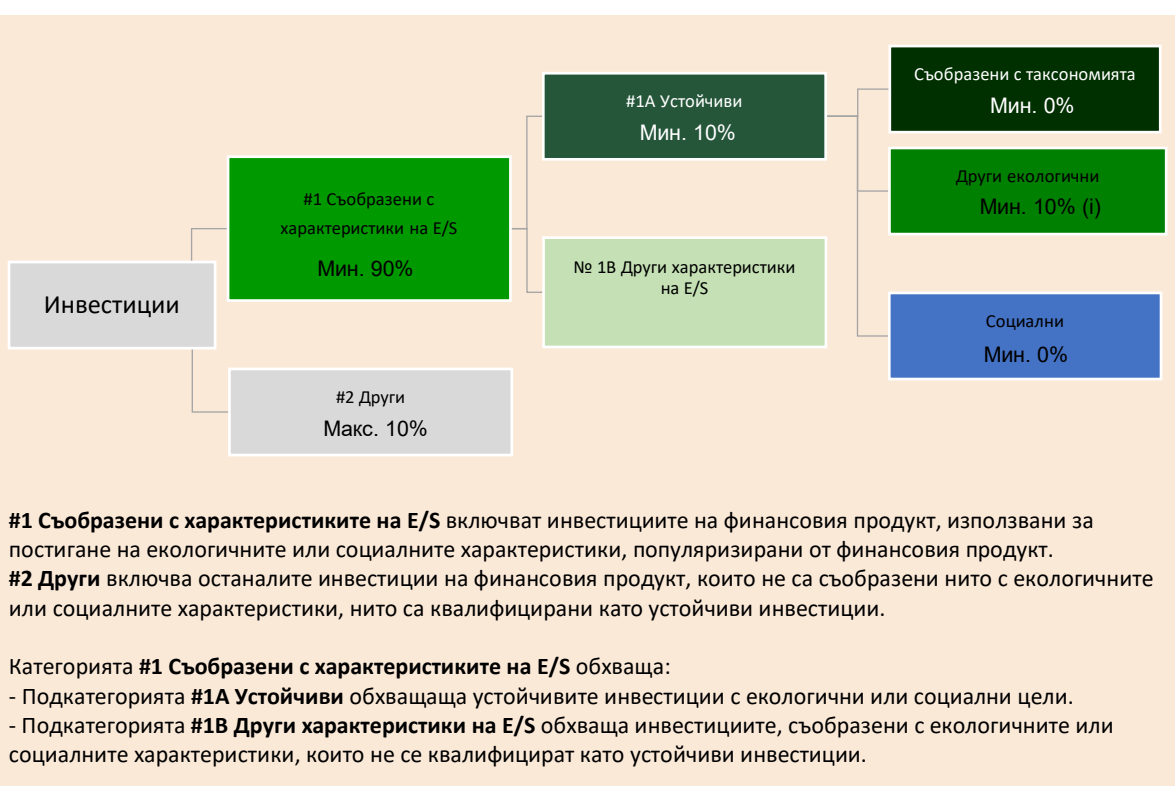 Инвестиции
#1 Съобразени с
характеристики на E/S
Мин. 90%
#2 Други
Макс. 10%
#1A Устойчиви
Мин. 10%
№ 1B Други характеристики
на E/S
Съобразени с таксономията
Мин. 0%
Други екологични
Мин. 10% (i)
Социални
Мин. 0%
#1 Съобразени с характеристиките на E/S включват инвестициите на финансовия продукт, използвани за
постигане на екологичните или социалните характеристики, популяризирани от финансовия продукт.
#2 Други включва останалите инвестиции на финансовия продукт, които не са съобразени нито с екологичните
или социалните характеристики, нито са квалифицирани като устойчиви инвестиции.
Категорията #1 Съобразени с характеристиките на E/S обхваща:
- Подкатегорията #1A Устойчиви обхващаща устойчивите инвестиции с екологични или социални цели.
- Подкатегорията #1B Други характеристики на E/S обхваща инвестициите, съобразени с екологичните или
социалните характеристики, които не се квалифицират като устойчиви инвестиции.